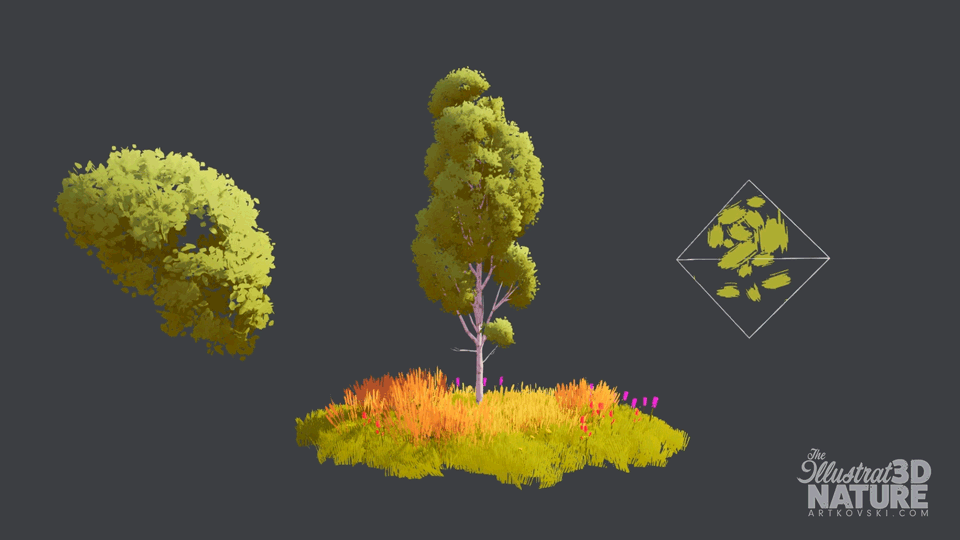 The
Illustrat3D
NATURE
ARTKOVSKI.COM